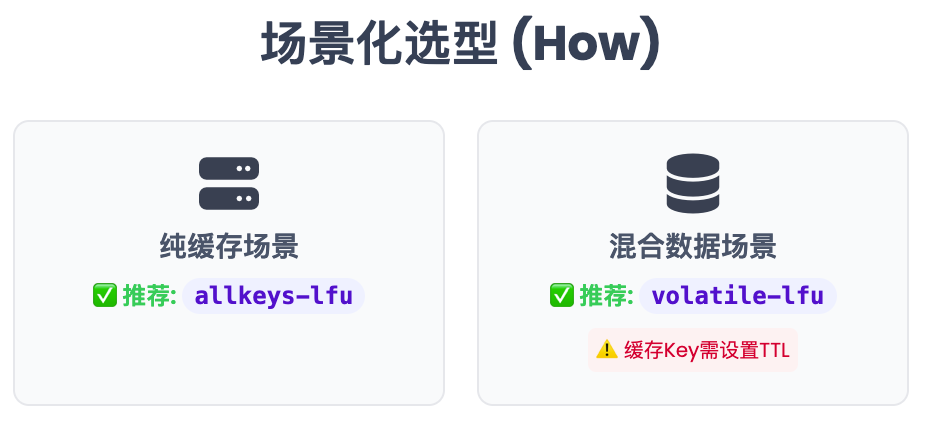 场景化选型 (How)
纯缓存场景
✅ 推荐: allkeys-lfu
混合数据场景
✅ 推荐: volatile-lfu
⚠️ 缓存Key需设置TTL